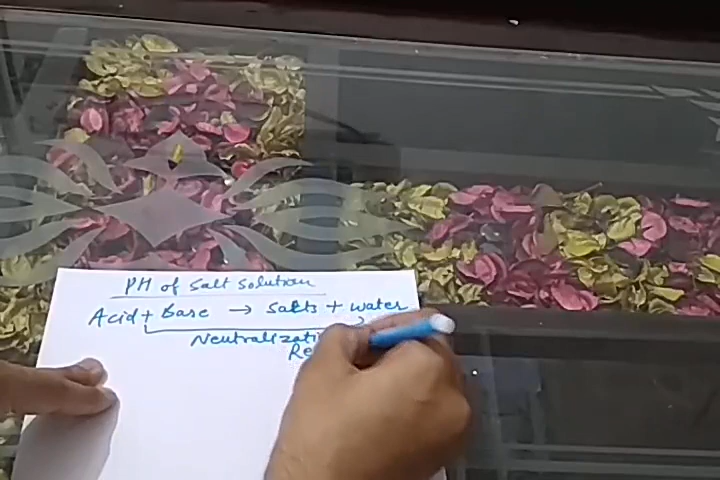 PH of Salt Solution
Acid + Base → Salts + water
Neutralizati
Re